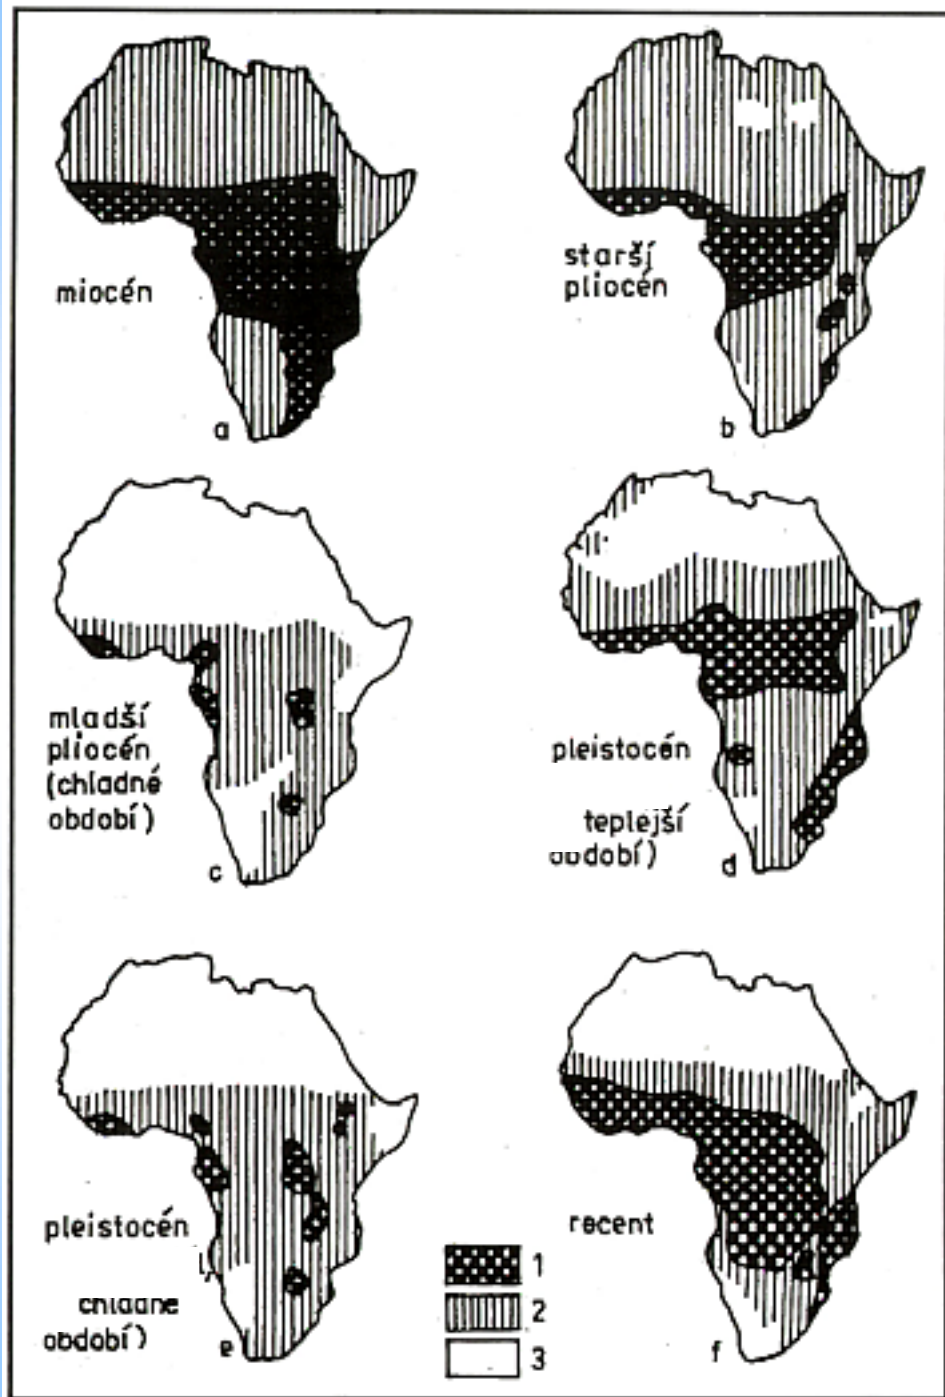 miocén
a
starší
pliocén
b
mladší
pliocén
(chladné
období)
c
pleistocén
teplejší
období)
d
pleistocén
chladné
období)
e
1
2
3
recent
f